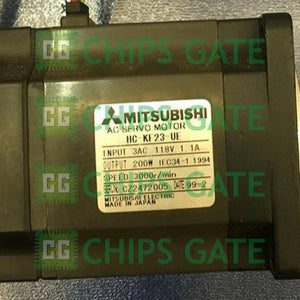 CHIPS GATE
MITSUBISHI
AC SERVO MOTOR
HC-KF23-UE
INPUT 3AC 118V 1.1A
OUTPUT 200W IEC34-1 1994
SPEED 3000r/min
CZ2472005 DATE 99-2
MITSUBISHI ELECTRIC
MADE IN JAPAN
CHIPS GATE
CHIPS GATE